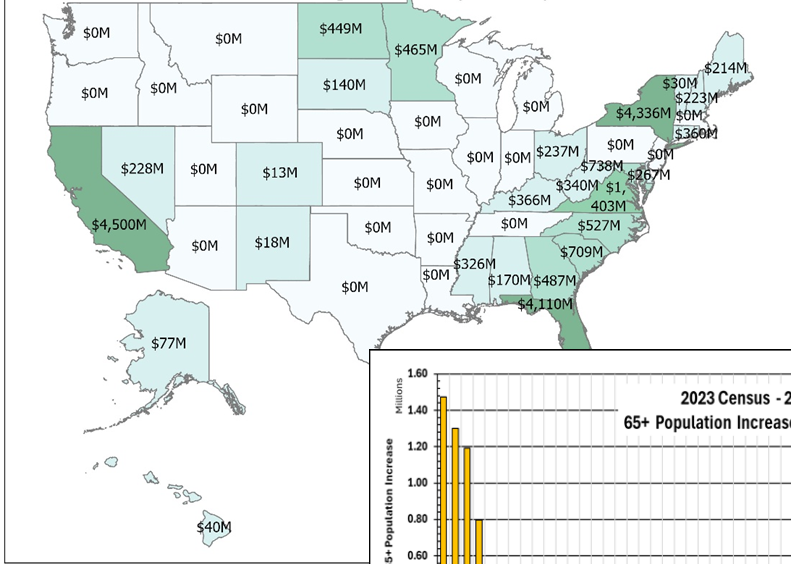 $0M
$0M
$449M
$465M
$0M
$214M
$0M
$0M
$0M
$140M
$0M
$0M
$30M
$223M
$4,336M
$0M
$0M
$360M
$0M
$228M
$0M
$13M
$0M
$0M
$0M
$0M
$237M
$0M
$738M
$0M
$267M
$366M
$340M
$1,
403M
$4,500M
$0M
$18M
$0M
$0M
$0M
$527M
$709M
$0M
$0M
$326M
$170M
$487M
$4,110M
$77M
$40M
Millions
5+ Population Increase
1.60
1.40
1.20
1.00
0.80
0.60
2023 Census - 2
65+ Population Increase